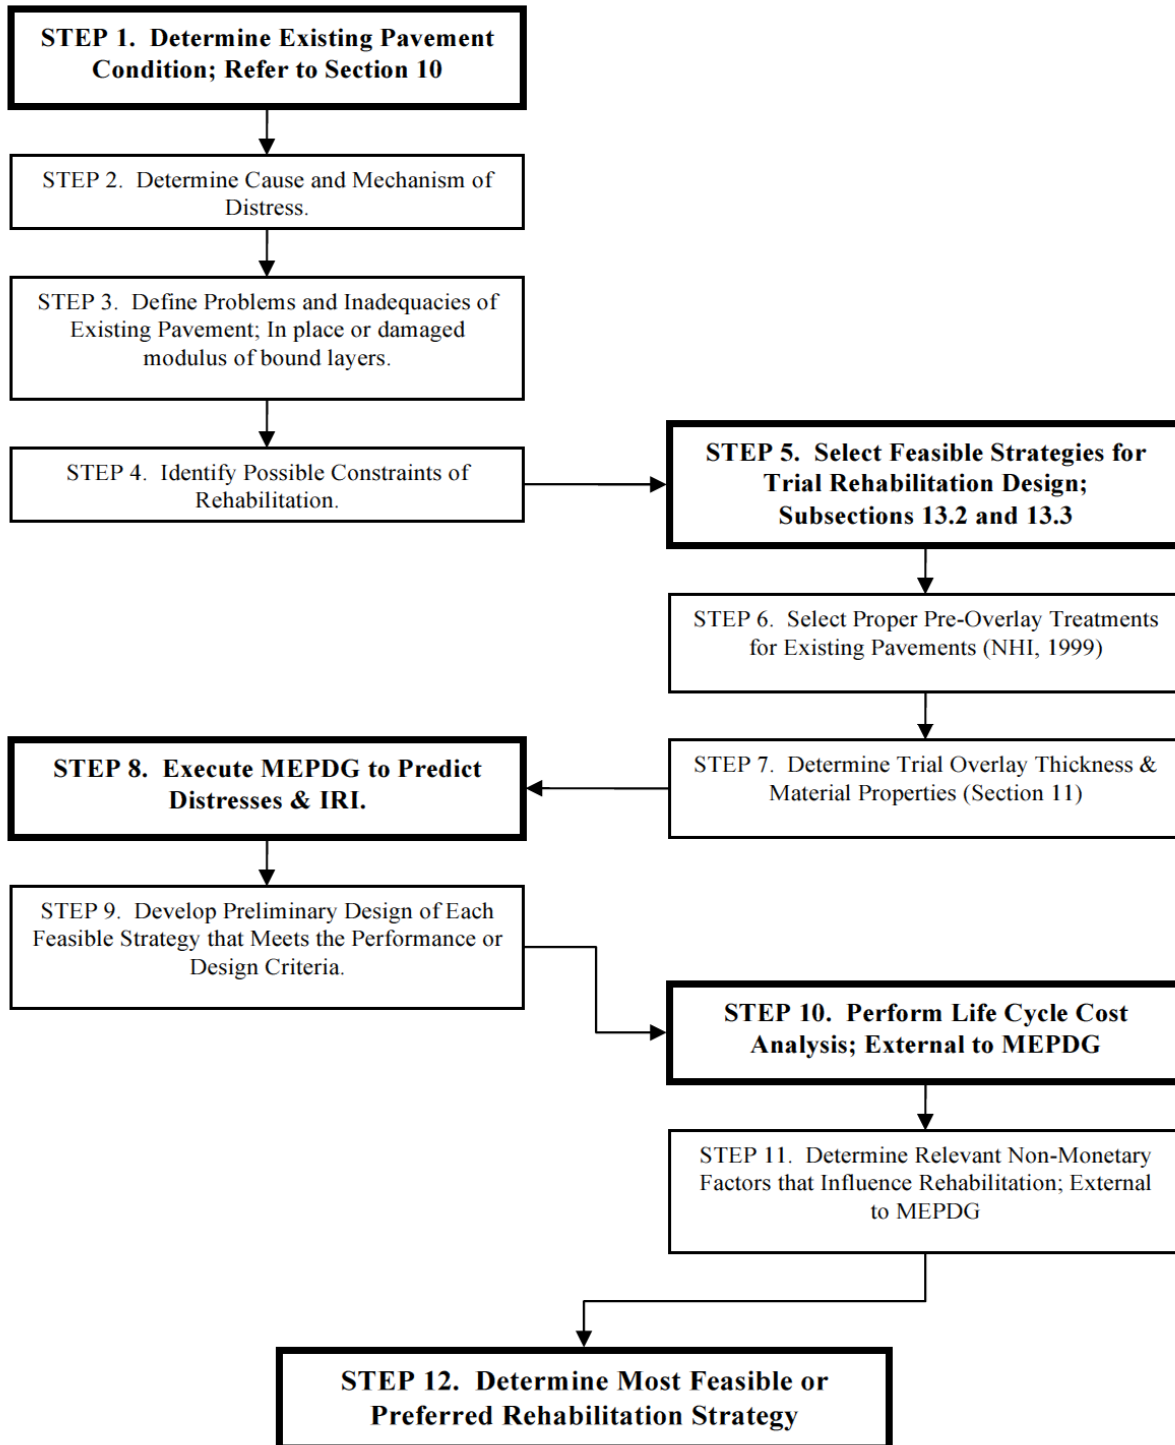 STEP 1. Determine Existing Pavement
Condition; Refer to Section 10
STEP 2. Determine Cause and Mechanism of
Distress.
STEP 3. Define Problems and Inadequacies of
Existing Pavement; In place or damaged
modulus of bound layers.
STEP 4. Identify Possible Constraints of
Rehabilitation.
STEP 5. Select Feasible Strategies for
Trial Rehabilitation Design;
Subsections 13.2 and 13.3
STEP 6. Select Proper Pre-Overlay Treatments
for Existing Pavements (NHI, 1999)
STEP 7. Determine Trial Overlay Thickness &
Material Properties (Section 11)
STEP 8. Execute MEPDG to Predict
Distresses & IRI.
STEP 9. Develop Preliminary Design of Each
Feasible Strategy that Meets the Performance or
Design Criteria.
STEP 10. Perform Life Cycle Cost
Analysis; External to MEPDG
STEP 11. Determine Relevant Non-Monetary
Factors that Influence Rehabilitation; External
to MEPDG
STEP 12. Determine Most Feasible or
Preferred Rehabilitation Strategy